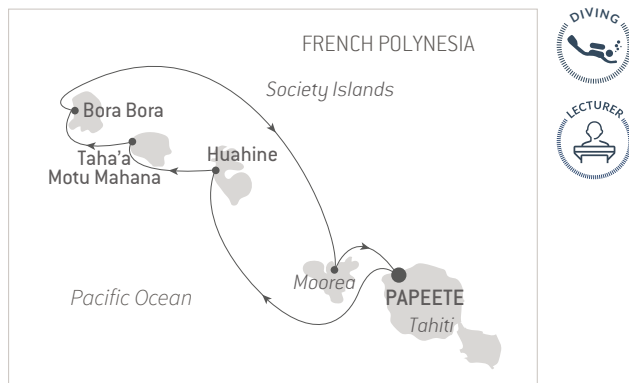 FRENCH POLYNESIA
DIVING
Society Islands
Bora Bora
LECTURER
Taha'a
Motu Mahana
Huahine
Moorea
PAPEETE
Pacific Ocean
Tahiti